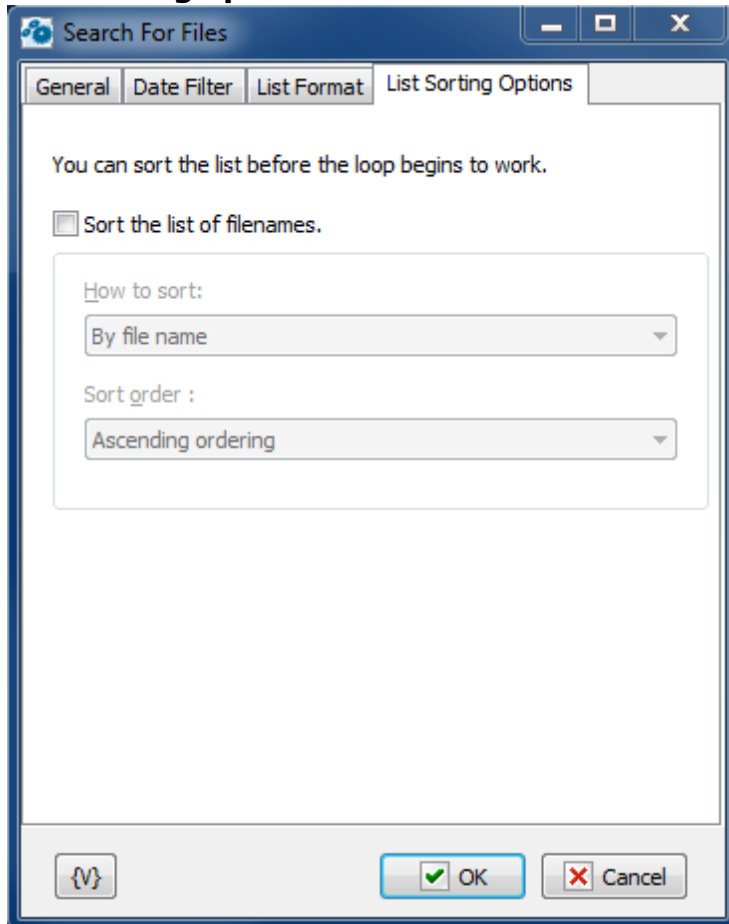 Search For Files
General Date Filter List Format List Sorting Options
You can sort the list before the loop begins to work.
Sort the list of filenames.
How to sort:
By file name
Sort order :
Ascending ordering
{V} OK Cancel